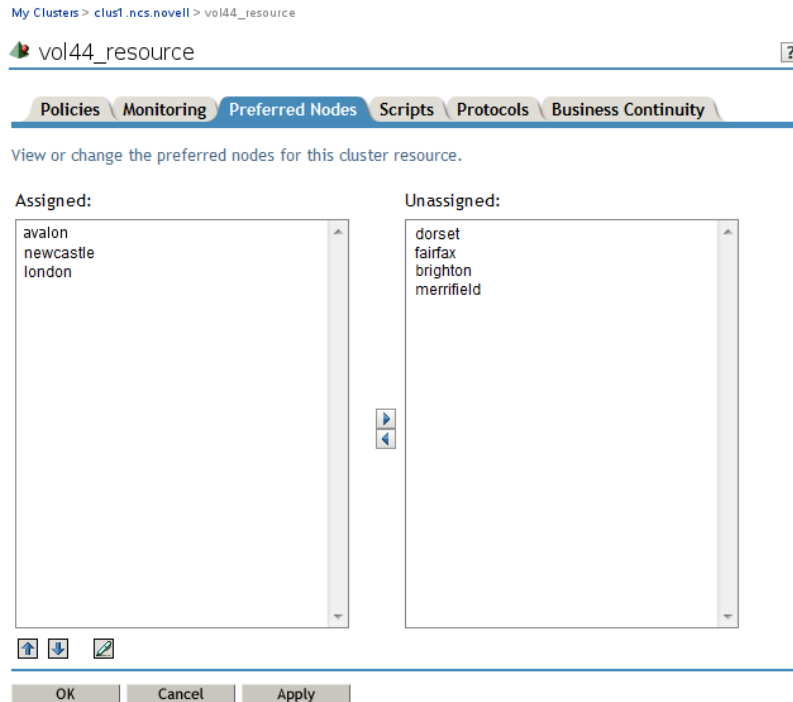 My Clusters > clus1.ncs.novell > vol44_resource
vol44_resource
?
Policies Monitoring Preferred Nodes Scripts Protocols Business Continuity
View or change the preferred nodes for this cluster resource.
Assigned:
avalon
newcastle
london
Unassigned:
dorset
fairfax
brighton
merrifield
OK Cancel Apply